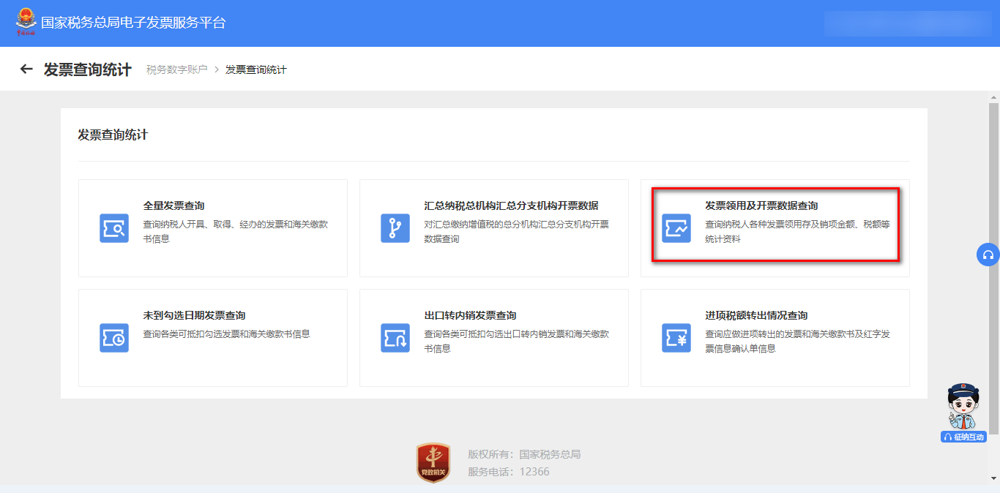 国家税务总局电子发票服务平台
发票查询统计
税务数字账户 > 发票查询统计
发票查询统计
全量发票查询
查询纳税人开具、取得、经办的发票和海关缴款
书信息
汇总纳税总机构汇总分支机构开票数据
对汇总缴纳增值税的总分机构汇总分支机构开票
数据查询
发票领用及开票数据查询
查询纳税人各种发票领用存及销项金额、税额等
统计资料
未到勾选日期发票查询
查询各类可抵扣勾选发票和海关缴款书信息
出口转内销发票查询
查询各类可抵扣勾选出口转内销发票和海关缴款
书信息
进项税额转出情况查询
查询应做进项转出的发票和海关缴款书及红字发
票信息确认单信息
征纳互动
党政机关
版权所有：国家税务总局
服务电话：12366